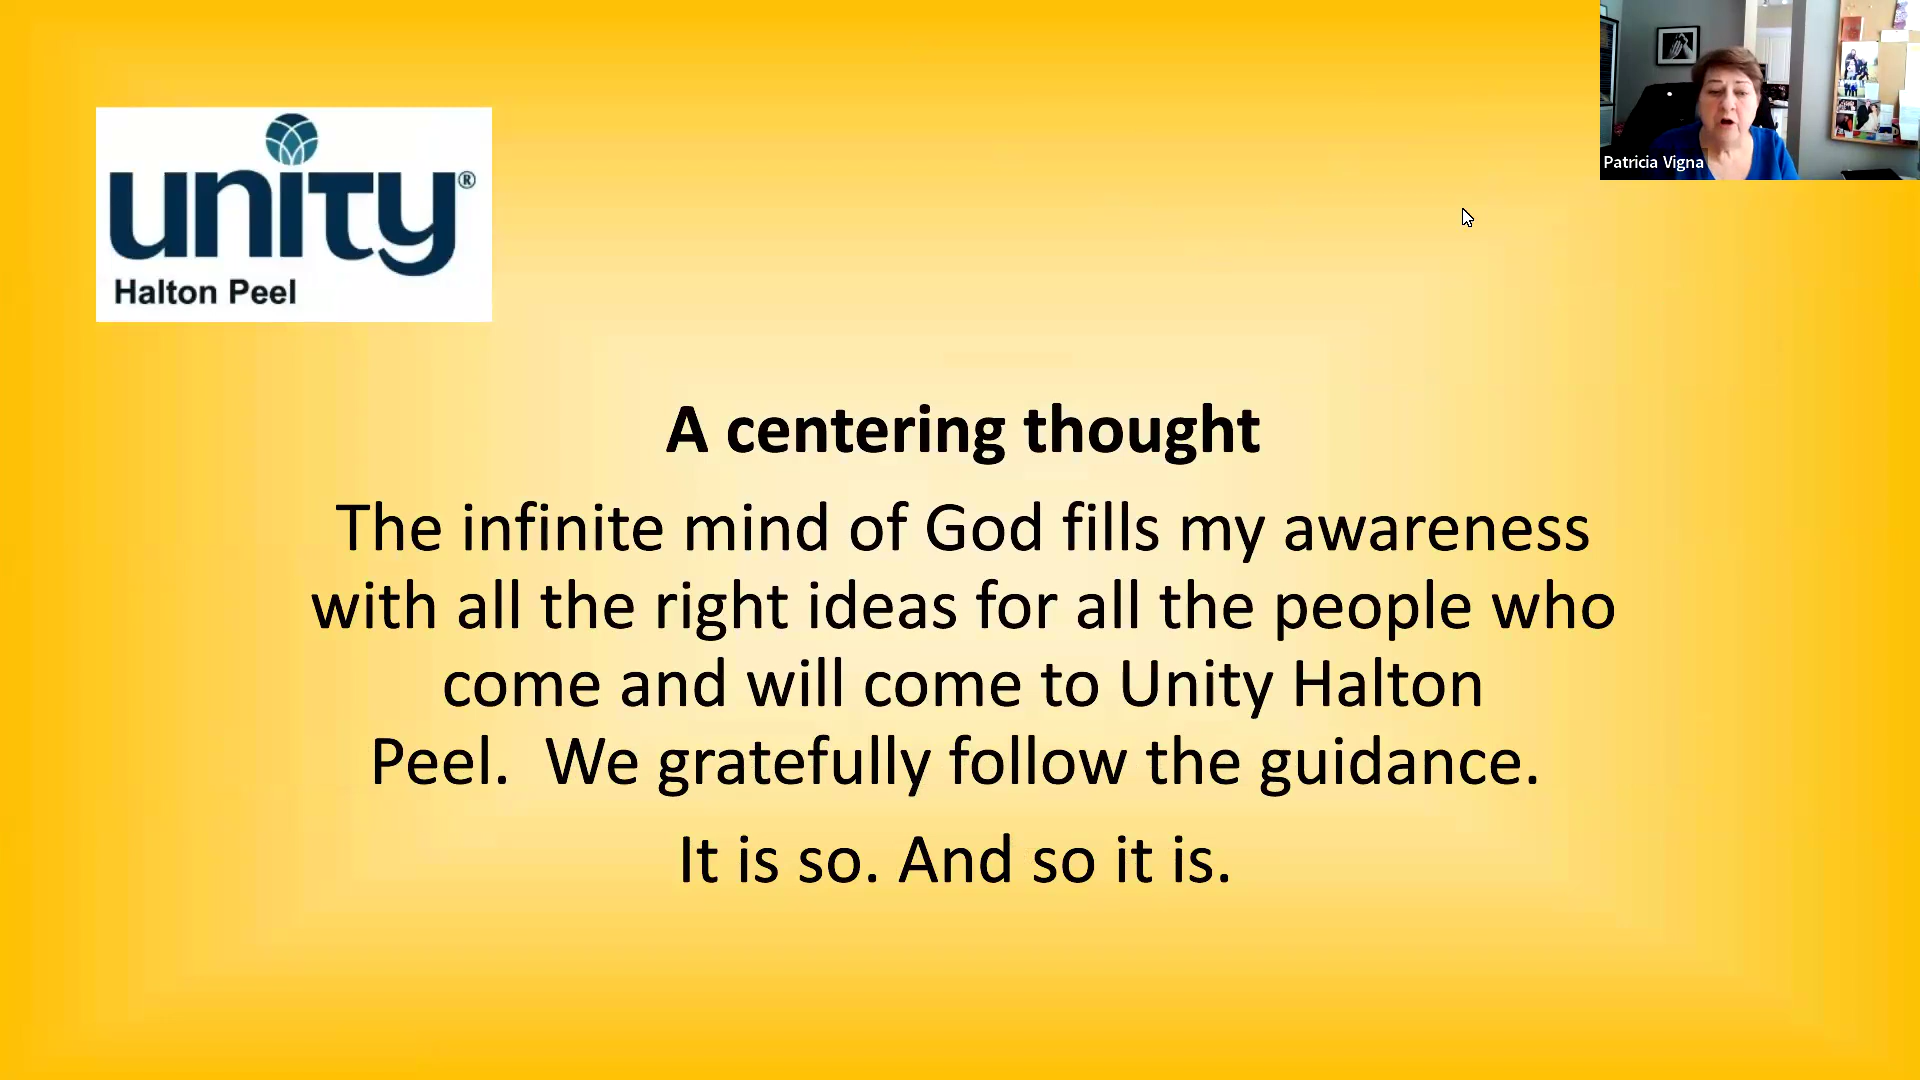 unity®
Halton Peel
Patricia Vigna
A centering thought
The infinite mind of God fills my awareness
with all the right ideas for all the people who
come and will come to Unity Halton
Peel.  We gratefully follow the guidance.
It is so. And so it is.